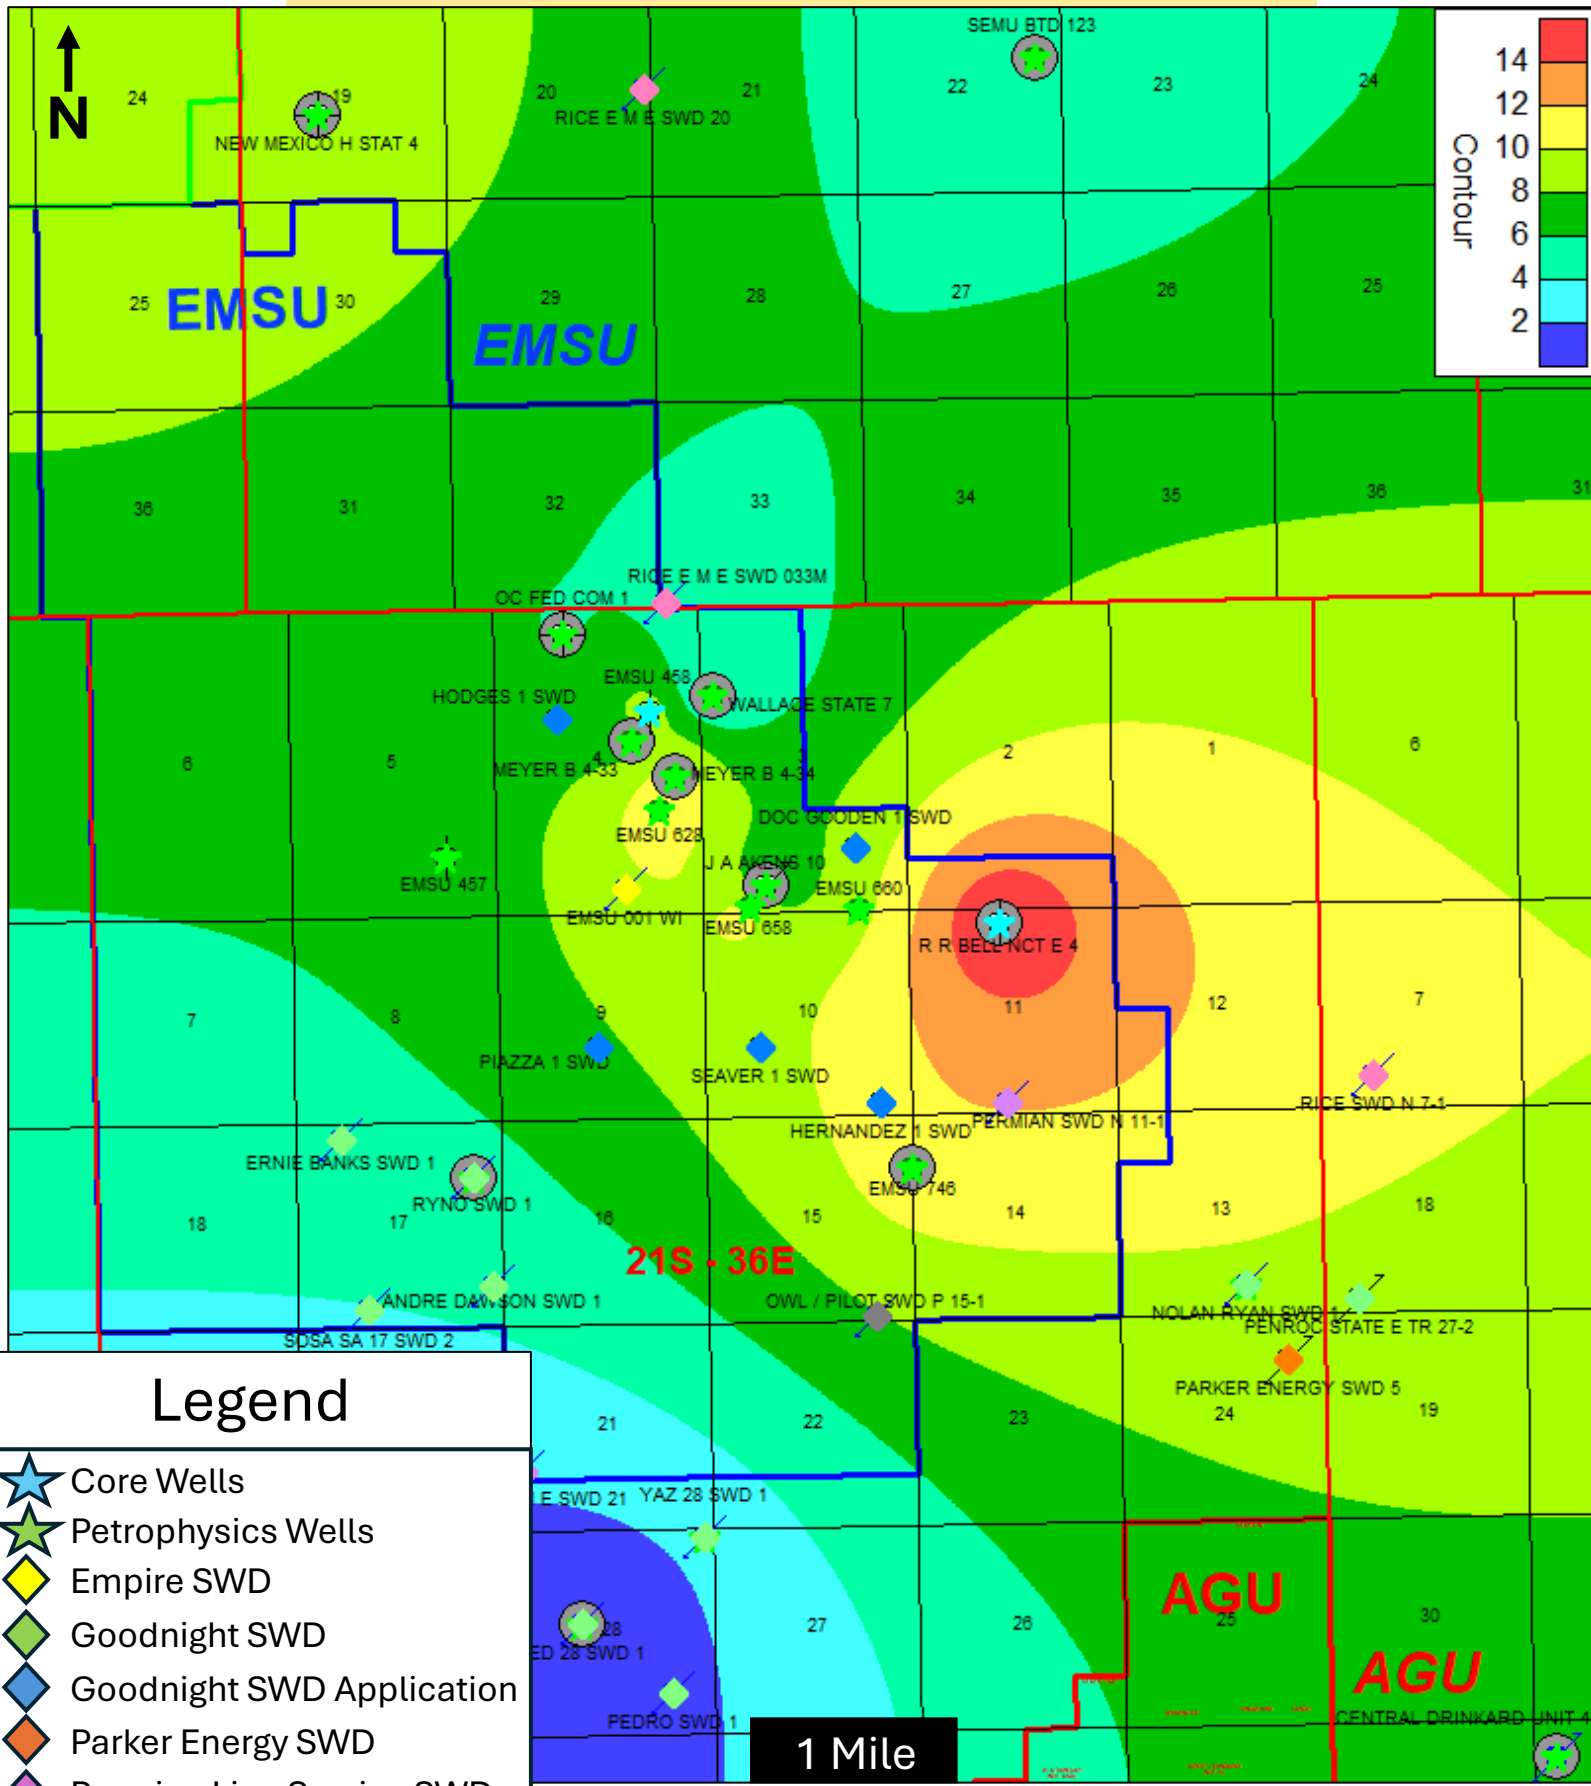 SEMU BTD 123
N
24
19
20
21
22
23
24
RICE E M E SWD 20
NEW MEXICO H STAT 4
14
12
10
8
6
4
2
Contour
25
EMSU
30
29
EMSU
28
27
26
25
36
31
32
33
34
35
36
31
RICE E M E SWD 033M
OC FED COM 1
EMSU 458
HODGES 1 SWD
WALLACE STATE 7
6
5
4
3
2
1
6
MEYER B 4-33
MEYER B 4-34
DOC GOODEN 1 SWD
EMSU 628
J A AKENS 10
EMSU 457
EMSU 660
EMSU 001 WI
EMSU 658
R R BELL NCT E 4
7
8
9
10
11
12
7
PIAZZA 1 SWD
SEAVER 1 SWD
RICE SWD N 7-1
HERNANDEZ 1 SWD
PERMIAN SWD N 11-1
ERNIE BANKS SWD 1
RYNO SWD 1
EMSU 746
18
17
16
15
14
13
18
21S - 36E
ANDRE DAWSON SWD 1
OWL / PILOT SWD P 15-1
NOLAN RYAN SWD 1
PENROC STATE E TR 27-2
SOSA SA 17 SWD 2
PARKER ENERGY SWD 5
21
22
23
24
19
E SWD 21
YAZ 28 SWD 1
28
27
26
AGU
25
30
ED 28 SWD 1
AGU
PEDRO SWD 1
CENTRAL DRINKARD UNIT 4
1 Mile
Legend
Core Wells
Petrophysics Wells
Empire SWD
Goodnight SWD
Goodnight SWD Application
Parker Energy SWD